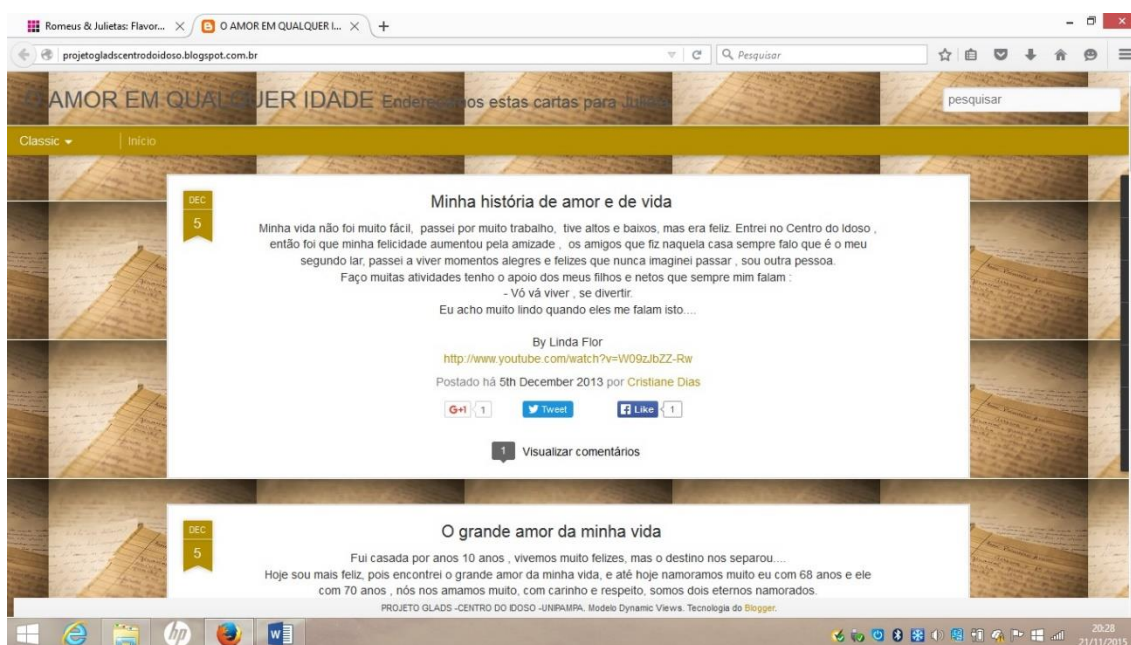 Romeus & Julietas: Flavor...
O AMOR EM QUALQUER I...
projetogladscentrodoidoso.blogspot.com.br
Pesquisar
O AMOR EM QUALQUER IDADE Endereçamos estas cartas para Julieta
pesquisar
Classic
Início
DEC
5
Minha história de amor e de vida
Minha vida não foi muito fácil, passei por muito trabalho, tive altos e baixos, mas era feliz. Entrei no Centro do Idoso ,
então foi que minha felicidade aumentou pela amizade , os amigos que fiz naquela casa sempre falo que é o meu
segundo lar, passei a viver momentos alegres e felizes que nunca imaginei passar , sou outra pessoa.
Faço muitas atividades tenho o apoio dos meus filhos e netos que sempre mim falam :
- Vó vá viver , se divertir.
Eu acho muito lindo quando eles me falam isto....
By Linda Flor
http://www.youtube.com/watch?v=W09zJbZZ-Rw
Postado há 5th December 2013 por Cristiane Dias
G+1 1
Tweet
Like 1
1 Visualizar comentários
DEC
5
O grande amor da minha vida
Fui casada por anos 10 anos , vivemos muito felizes, mas o destino nos separou....
Hoje sou mais feliz, pois encontrei o grande amor da minha vida, e até hoje namoramos muito eu com 68 anos e ele
com 70 anos , nós nos amamos muito, com carinho e respeito, somos dois eternos namorados.
PROJETO GLADS -CENTRO DO IDOSO -UNIPAMPA. Modelo Dynamic Views. Tecnologia do Blogger.
hp
20:28
21/11/2015